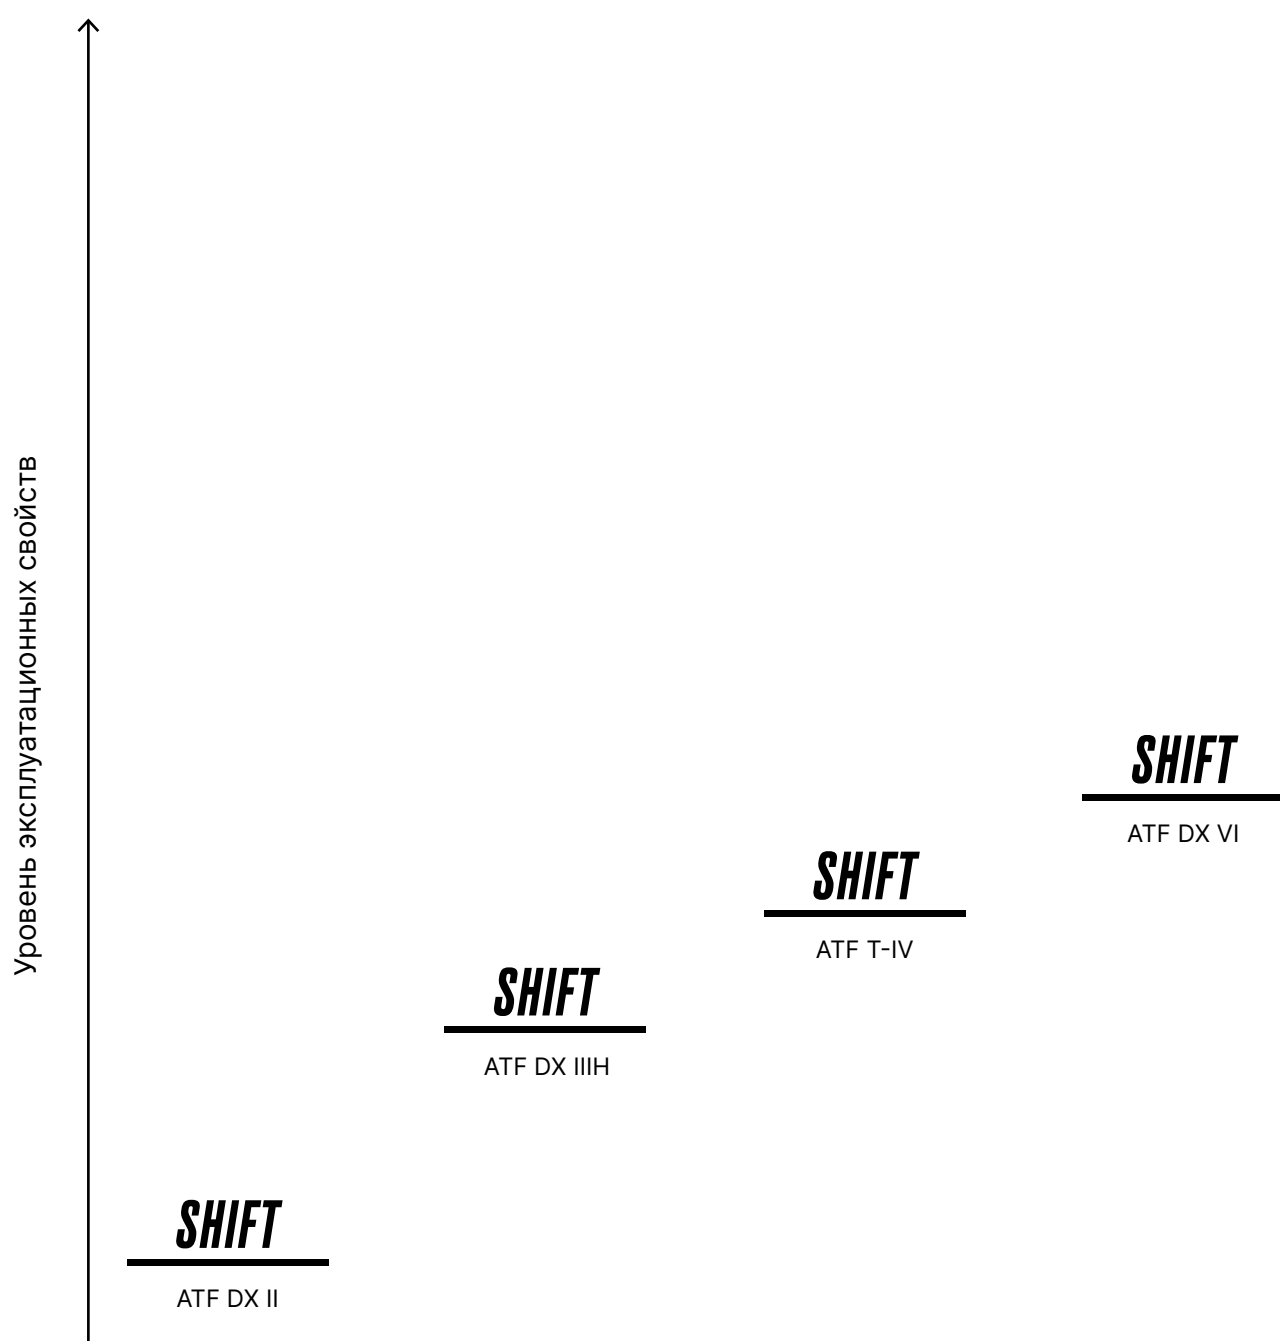 Уровень эксплуатационных свойств
SHIFT
ATF DX VI
SHIFT
ATF T-IV
SHIFT
ATF DX IIIH
SHIFT
ATF DX II